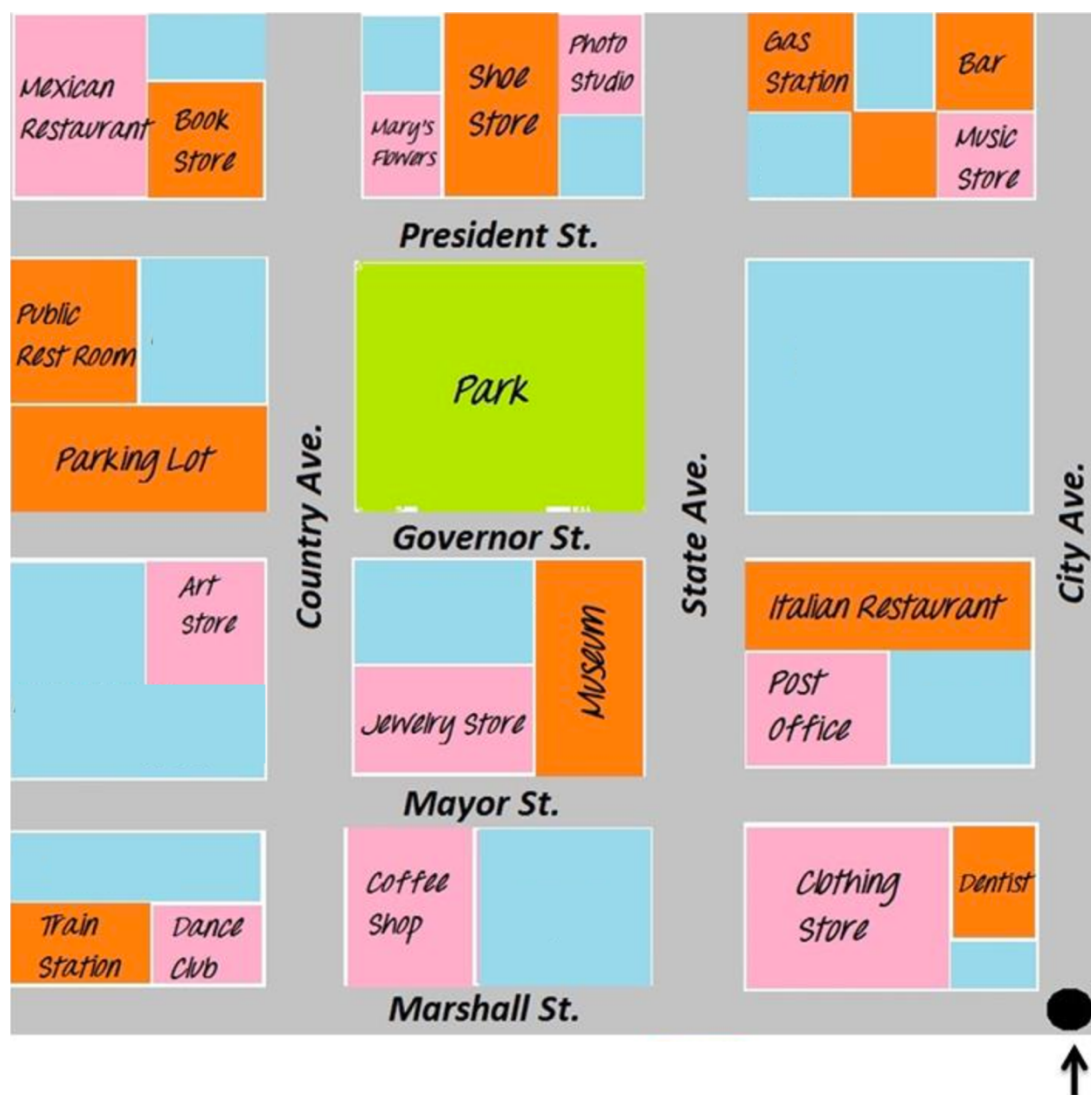 Mexican
Restaurant
Book
Store
Mary's
Flowers
Shoe
Store
Photo
Studio
Gas
Station
Bar
Music
Store
President St.
Public
Rest Room
Parking Lot
Park
Country Ave.
State Ave.
City Ave.
Governor St.
Art
Store
Jewelry Store
Museum
Italian Restaurant
Post
Office
Mayor St.
Train
Station
Dance
Club
Coffee
Shop
Clothing
Store
Dentist
Marshall St.